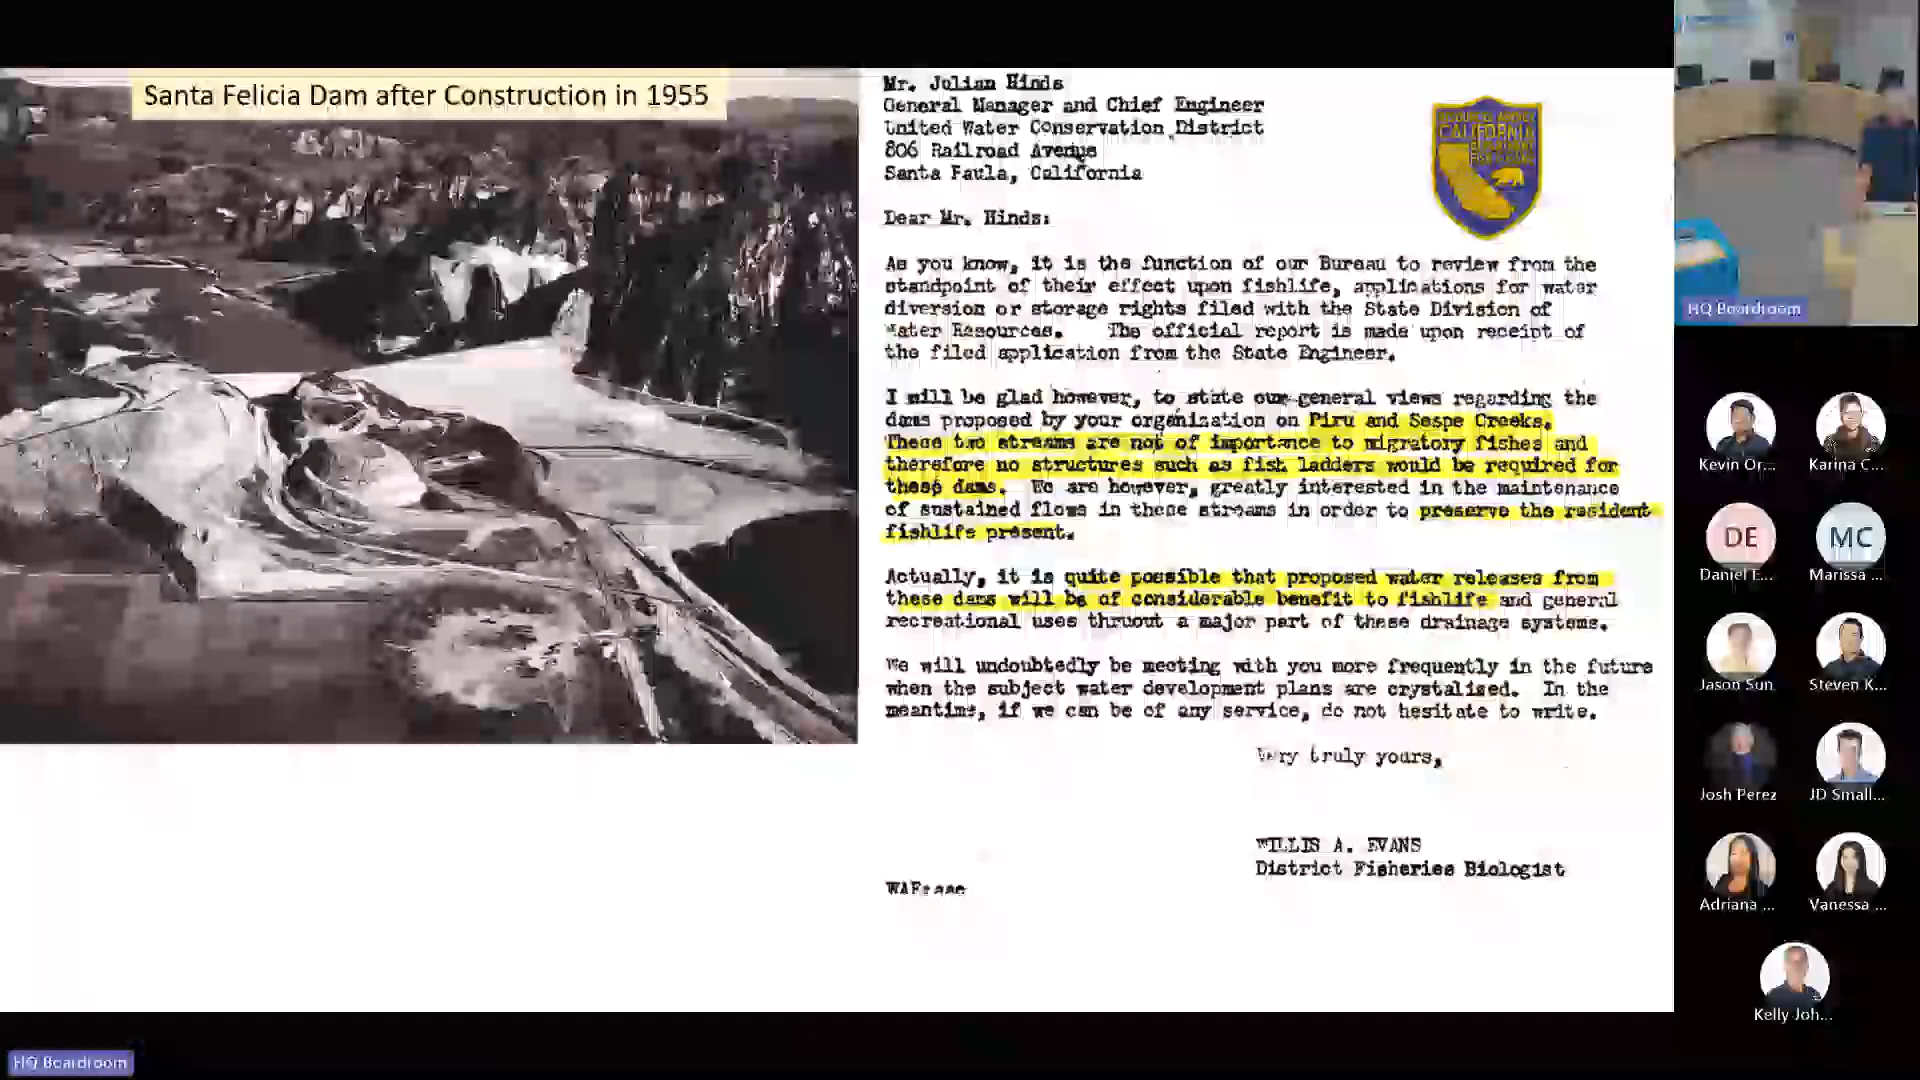 Santa Felicia Dam after Construction in 1955
Mr. Julian Hinds
General Manager and Chief Engineer
United Water Conservation District
806 Railroad Avenue
Santa Paula, California
Dear Mr. Hinds:
As you know, it is the function of our Bureau to review from the
standpoint of their effect upon fishlife, applications for water
diversion or storage rights filed with the State Division of
Water Resources. The official report is made upon receipt of
the filed application from the State Engineer.
I will be glad however, to state our general views regarding the
dams proposed by your organization on Piru and Sespe Creeks.
These two streams are not of importance to migratory fishes and
therefore no structures such as fish ladders would be required for
these dams. We are however, greatly interested in the maintenance
of sustained flows in these streams in order to preserve the resident
fishlife present.
Actually, it is quite possible that proposed water releases from
these dams will be of considerable benefit to fishlife and general
recreational uses thruout a major part of these drainage systems.
We will undoubtedly be meeting with you more frequently in the future
when the subject water development plans are crystalized. In the
meantime, if we can be of any service, do not hesitate to write.
Very truly yours,
WILLIS A. EVANS
District Fisheries Biologist
CALIFORNIA
HQ Boardroom
Kevin Or...
Karina C...
DE
MC
Daniel E...
Marissa ...
Jason Sun
Steven K...
Josh Perez
JD Small...
Adriana ...
Vanessa ...
Kelly Joh...
HQ Boardroom